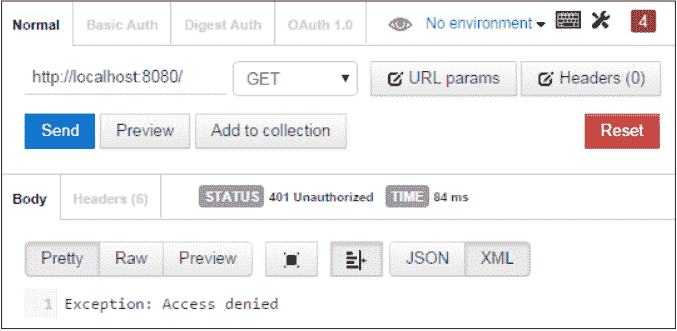 Normal Basic Auth Digest Auth OAuth 1.0 No environment 4
http://localhost:8080/ GET URL params Headers (0)
Send Preview Add to collection Reset
Body Headers (6) STATUS 401 Unauthorized TIME 84 ms
Pretty Raw Preview JSON XML
1 Exception: Access denied